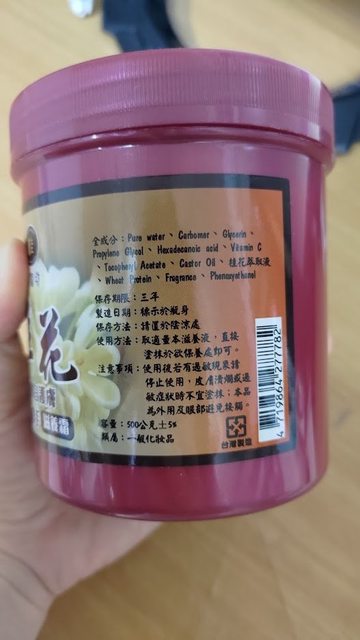 全成分：Pure water、Carbomer、Glycerin、
Propylene Glycol、Hexadecanoic acid、Vitamin C
、Tocopheryl Acetate、Castor Oil、桂花萃取液
、Wheat Protein、Fragrance、Phenoxyethanol
保存期限：三年
製造日期：標示於瓶身
保存方法：請僅於陰涼處
使用方法：取適量本滋養液，直接
塗抹於欲保養處即可。
注意事項：使用後若有過敏現象請
停止使用，皮膚潰爛或過
敏症狀時不宜塗抹；本品
為外用及眼部避免接觸。
容量：500公克±5%
類屬：一般化妝品
台灣製造
4719864277782
花